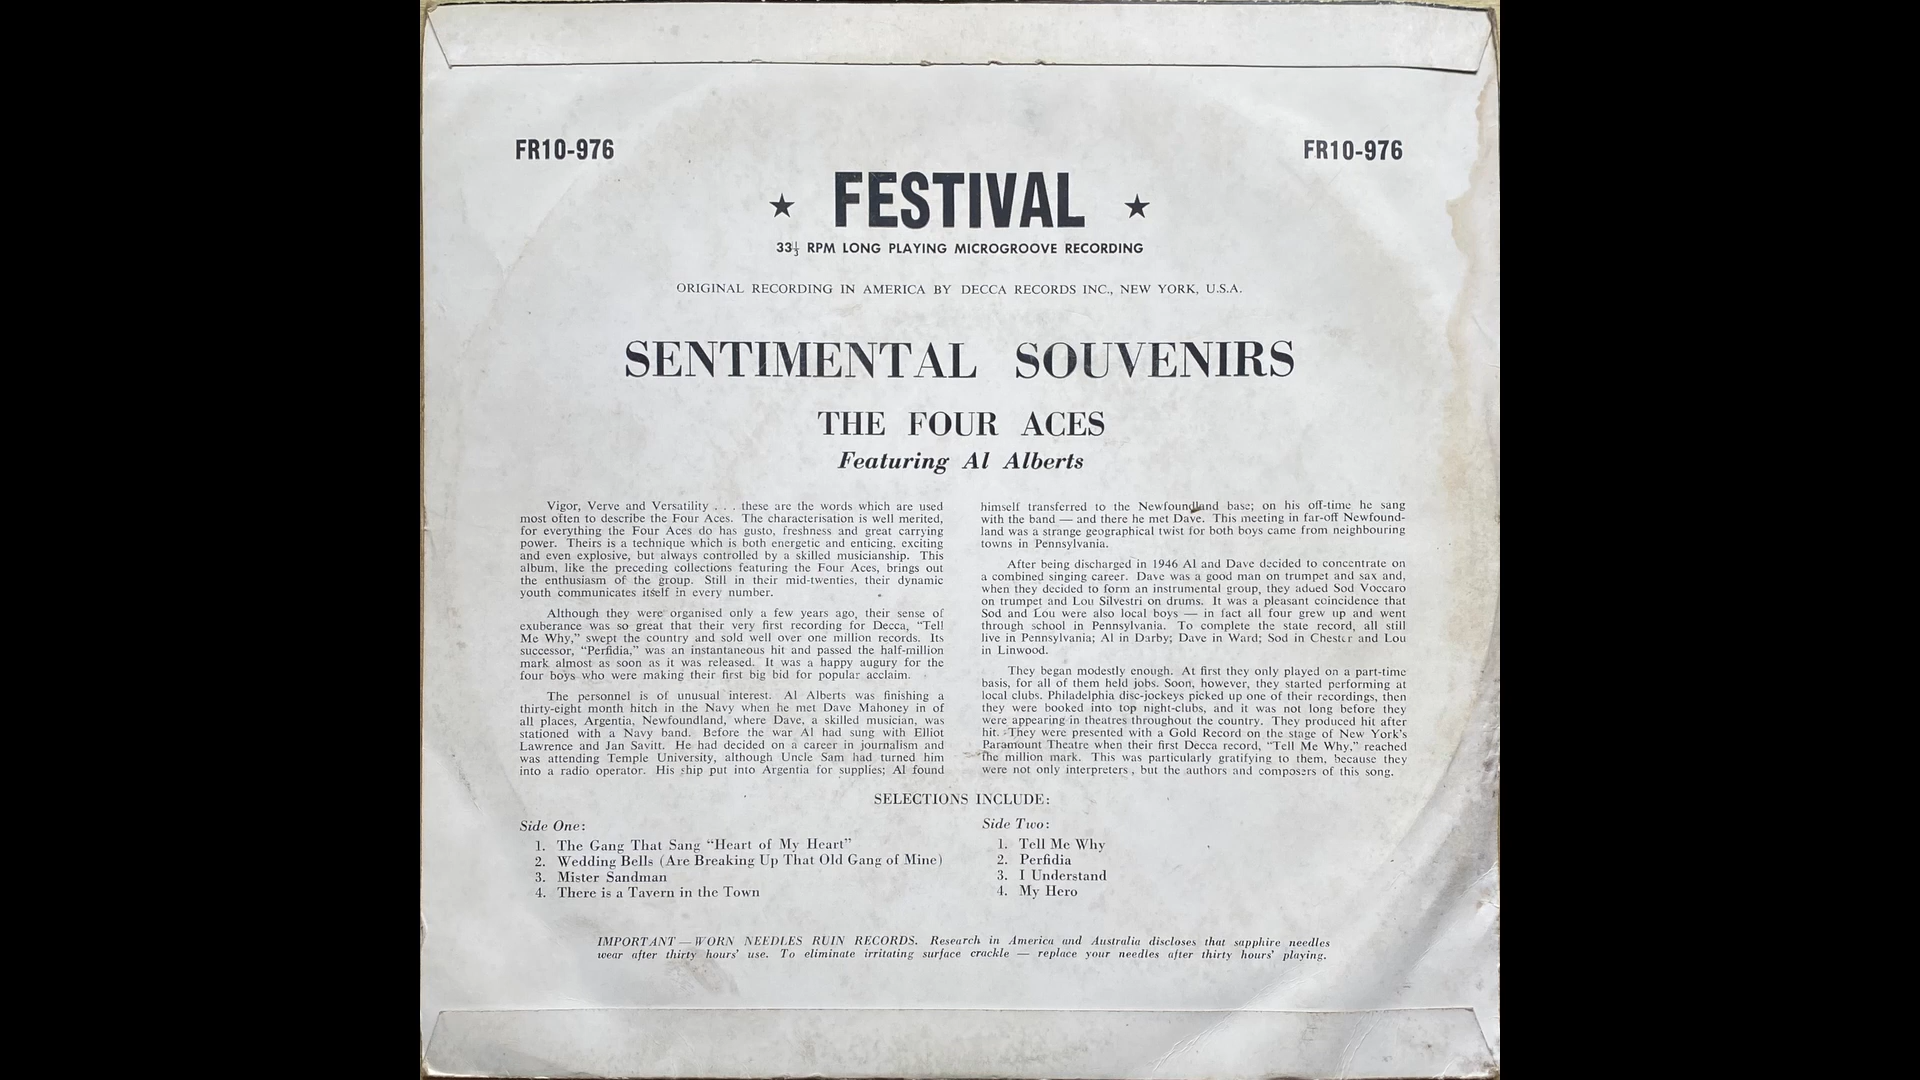 FR10-976
FR10-976
★ FESTIVAL ★
33⅓ RPM LONG PLAYING MICROGROOVE RECORDING
ORIGINAL RECORDING IN AMERICA BY DECCA RECORDS INC., NEW YORK, U.S.A.
SENTIMENTAL SOUVENIRS
THE FOUR ACES
Featuring Al Alberts
Vigor, Verve and Versatility . . . these are the words which are used
most often to describe the Four Aces. The characterisation is well merited,
for everything the Four Aces do has gusto, freshness and great carrying
power. Theirs is a technique which is both energetic and enticing, exciting
and even explosive, but always controlled by a skilled musicianship. This
album, like the preceding collections featuring the Four Aces, brings out
the enthusiasm of the group. Still in their mid-twenties, their dynamic
youth communicates itself in every number.
Although they were organised only a few years ago, their sense of
exuberance was so great that their very first recording for Decca, “Tell
Me Why,” swept the country and sold well over one million records. Its
successor, “Perfidia,” was an instantaneous hit and passed the half-million
mark almost as soon as it was released. It was a happy augury for the
four boys who were making their first big bid for popular acclaim.
The personnel is of unusual interest. Al Alberts was finishing a
thirty-eight month hitch in the Navy when he met Dave Mahoney in of
all places, Argentia, Newfoundland, where Dave, a skilled musician, was
stationed with a Navy band. Before the war Al had sung with Elliot
Lawrence and Jan Savitt. He had decided on a career in journalism and
was attending Temple University, although Uncle Sam had turned him
into a radio operator. His ship put into Argentia for supplies; Al found
himself transferred to the Newfoundland base; on his off-time he sang
with the band — and there he met Dave. This meeting in far-off Newfound-
land was a strange geographical twist for both boys came from neighbouring
towns in Pennsylvania.
After being discharged in 1946 Al and Dave decided to concentrate on
a combined singing career. Dave was a good man on trumpet and sax and,
when they decided to form an instrumental group, they added Sod Voccaro
on trumpet and Lou Silvestri on drums. It was a pleasant coincidence that
Sod and Lou were also local boys — in fact all four grew up and went
through school in Pennsylvania. To complete the state record, all still
live in Pennsylvania; Al in Darby; Dave in Ward; Sod in Chester and Lou
in Linwood.
They began modestly enough. At first they only played on a part-time
basis, for all of them held jobs. Soon, however, they started performing at
local clubs. Philadelphia disc-jockeys picked up one of their recordings, then
they were booked into top night-clubs, and it was not long before they
were appearing in theatres throughout the country. They produced hit after
hit. They were presented with a Gold Record on the stage of New York's
Paramount Theatre when their first Decca record, “Tell Me Why,” reached
the million mark. This was particularly gratifying to them, because they
were not only interpreters, but the authors and composers of this song.
SELECTIONS INCLUDE:
Side One:
1. The Gang That Sang “Heart of My Heart”
2. Wedding Bells (Are Breaking Up That Old Gang of Mine)
3. Mister Sandman
4. There is a Tavern in the Town
Side Two:
1. Tell Me Why
2. Perfidia
3. I Understand
4. My Hero
IMPORTANT — WORN NEEDLES RUIN RECORDS. Research in America and Australia discloses that sapphire needles
wear after thirty hours' use. To eliminate irritating surface crackle — replace your needles after thirty hours' playing.